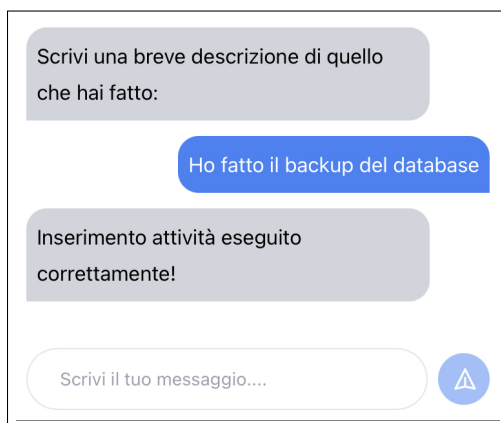 Scrivi una breve descrizione di quello
che hai fatto:
Ho fatto il backup del database
Inserimento attività eseguito
correttamente!
Scrivi il tuo messaggio....